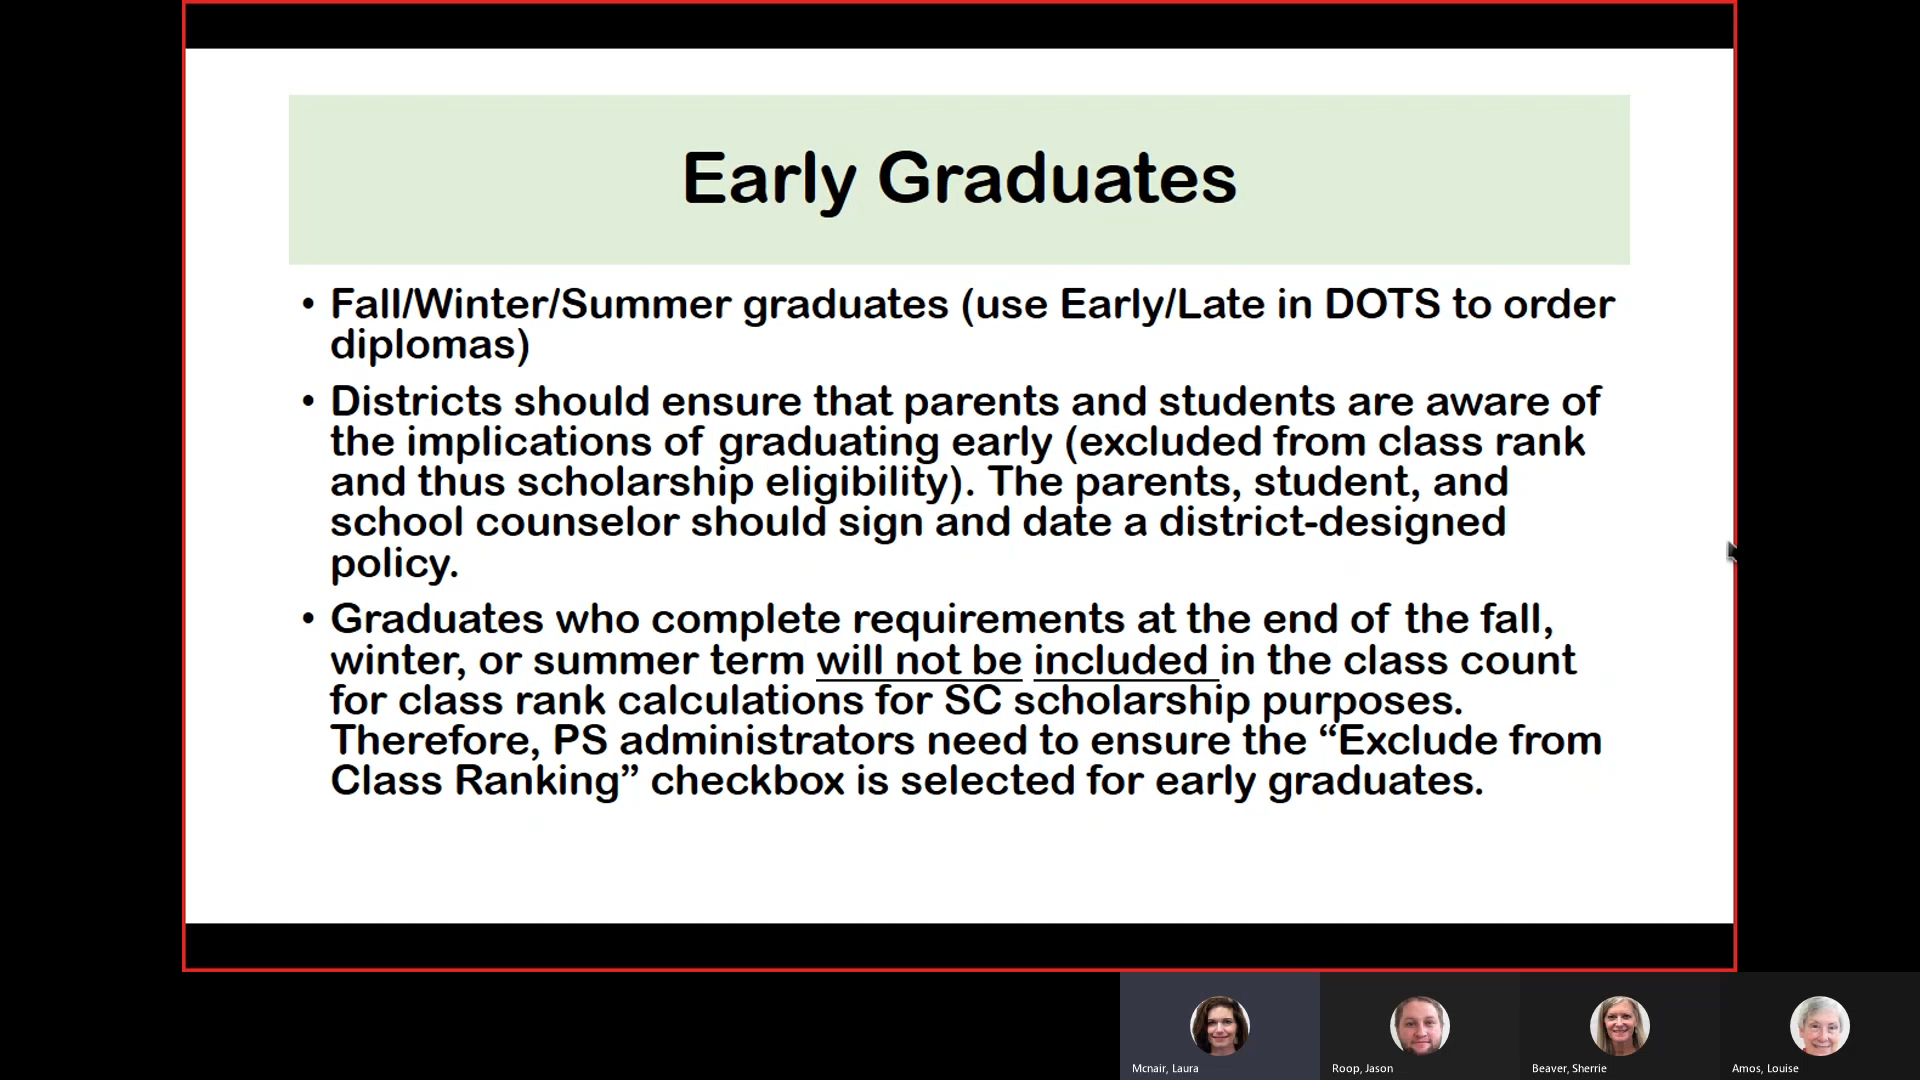 Early Graduates
• Fall/Winter/Summer graduates (use Early/Late in DOTS to order
diplomas)
• Districts should ensure that parents and students are aware of
the implications of graduating early (excluded from class rank
and thus scholarship eligibility). The parents, student, and
school counselor should sign and date a district-designed
policy.
• Graduates who complete requirements at the end of the fall,
winter, or summer term will not be included in the class count
for class rank calculations for SC scholarship purposes.
Therefore, PS administrators need to ensure the “Exclude from
Class Ranking” checkbox is selected for early graduates.
Mcnair, Laura
Roop, Jason
Beaver, Sherrie
Amos, Louise